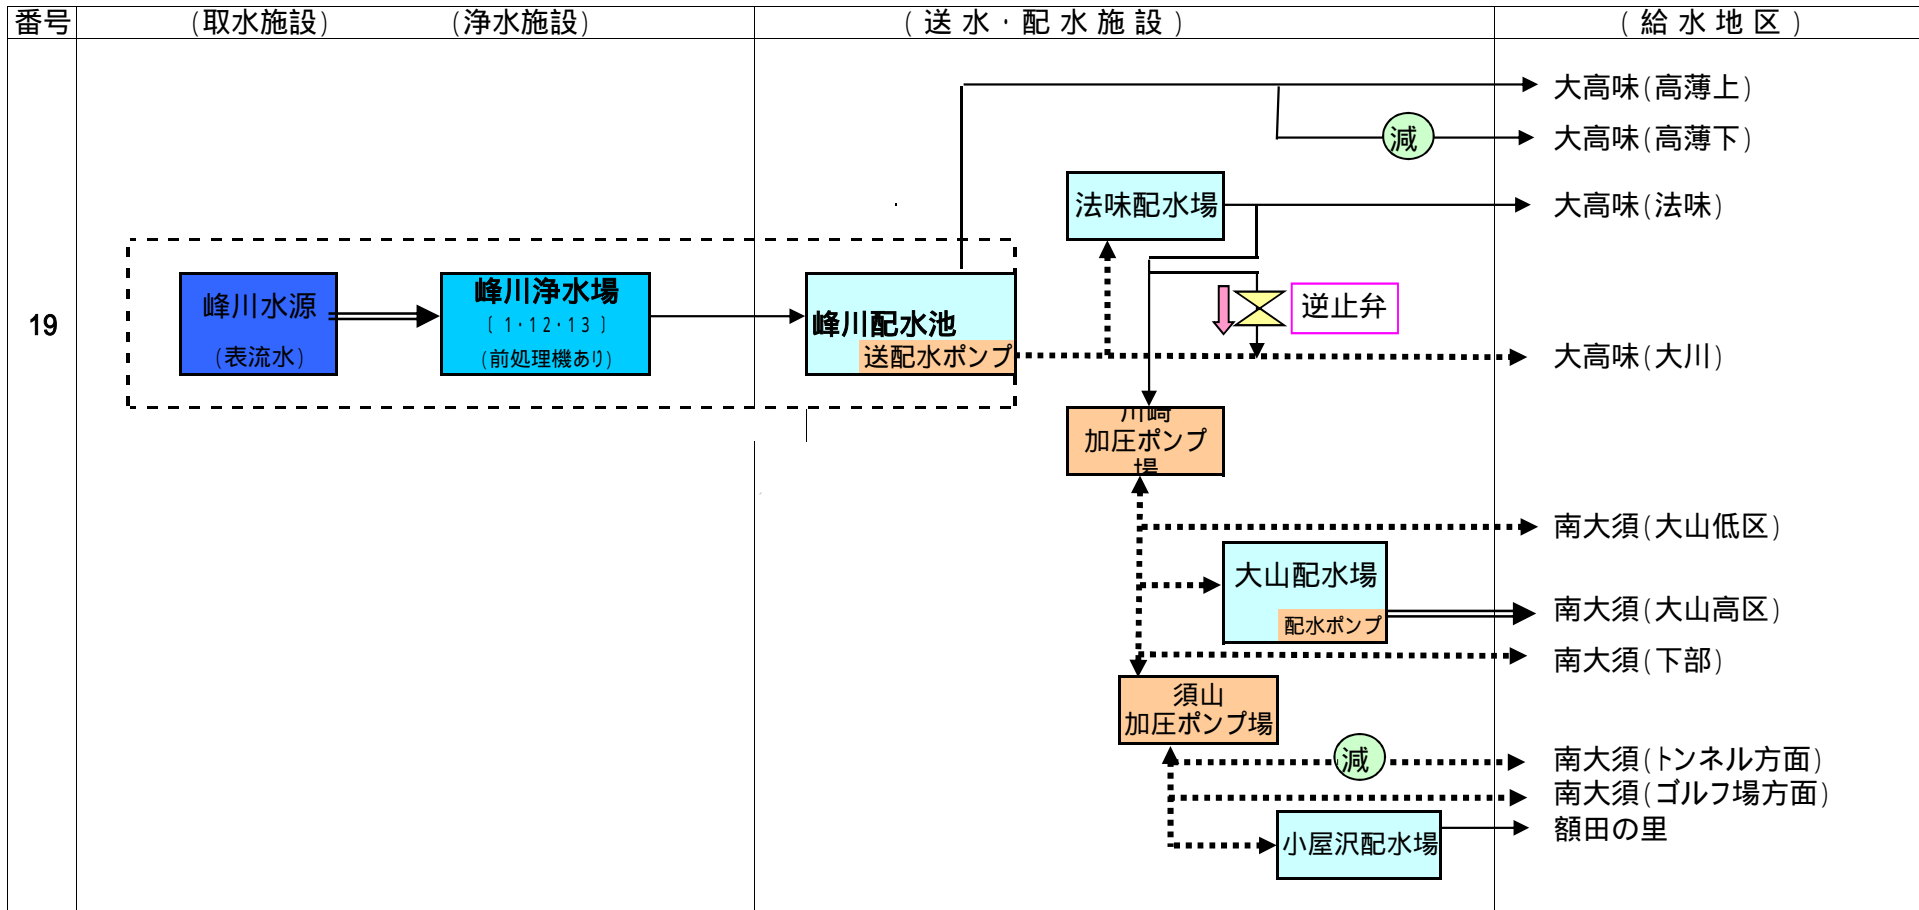 番号
(取水施設)
(浄水施設)
(送水・配水施設)
(給水地区)
大高味(高薄上)
減
大高味(高薄下)
法味配水場
大高味(法味)
19
峰川水源
(表流水)
峰川浄水場
〔 1・12・13 〕
(前処理機あり)
峰川配水池
送配水ポンプ
逆止弁
大高味(大川)
川崎
加圧ポンプ
場
南大須(大山低区)
大山配水場
配水ポンプ
南大須(大山高区)
南大須(下部)
須山
加圧ポンプ場
減
南大須(トンネル方面)
南大須(ゴルフ場方面)
小屋沢配水場
額田の里